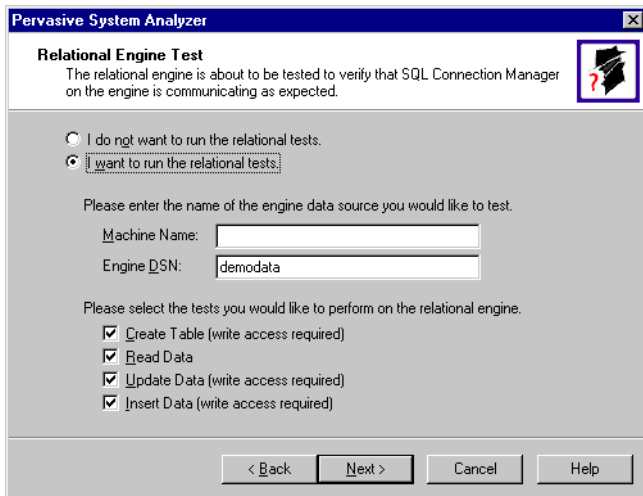 Pervasive System Analyzer
Relational Engine Test
The relational engine is about to be tested to verify that SQL Connection Manager
on the engine is communicating as expected.
?
I do not want to run the relational tests.
I want to run the relational tests.
Please enter the name of the engine data source you would like to test.
Machine Name:
Engine DSN: demodata
Please select the tests you would like to perform on the relational engine.
Create Table (write access required)
Read Data
Update Data (write access required)
Insert Data (write access required)
< Back Next > Cancel Help